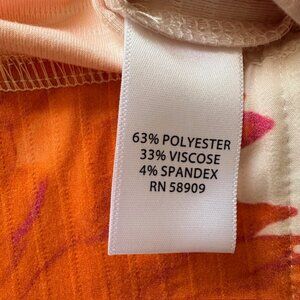 63% POLYESTER
33% VISCOSE
4% SPANDEX
RN 58909